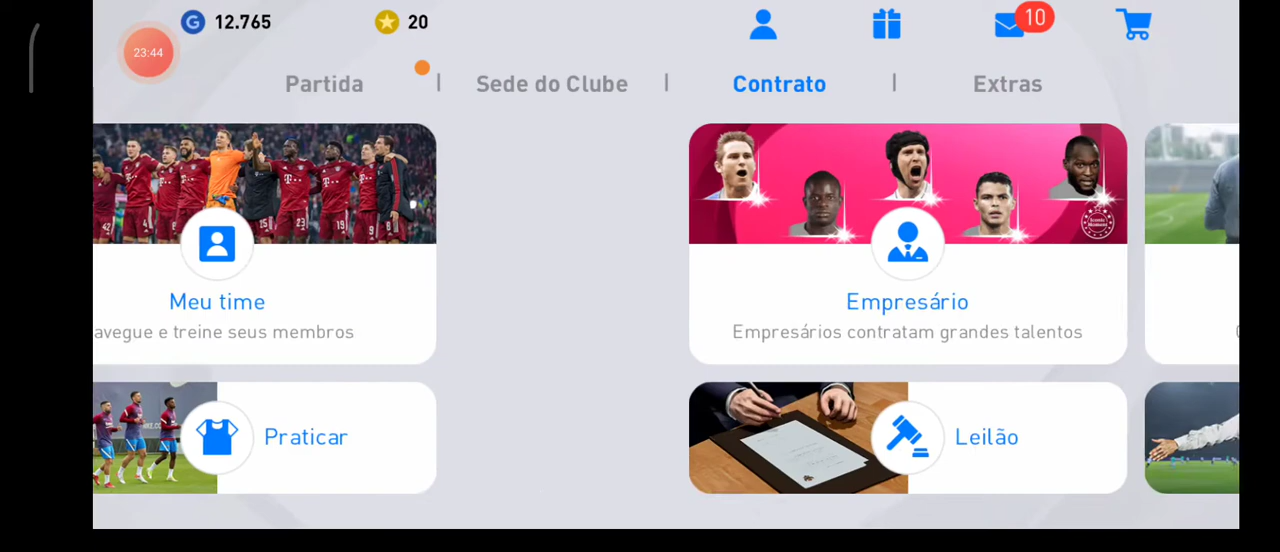 12.765
20
10
23:44
Partida
Sede do Clube
Contrato
Extras
Meu time
avegue e treine seus membros
Empresário
Empresários contratam grandes talentos
Praticar
Leilão